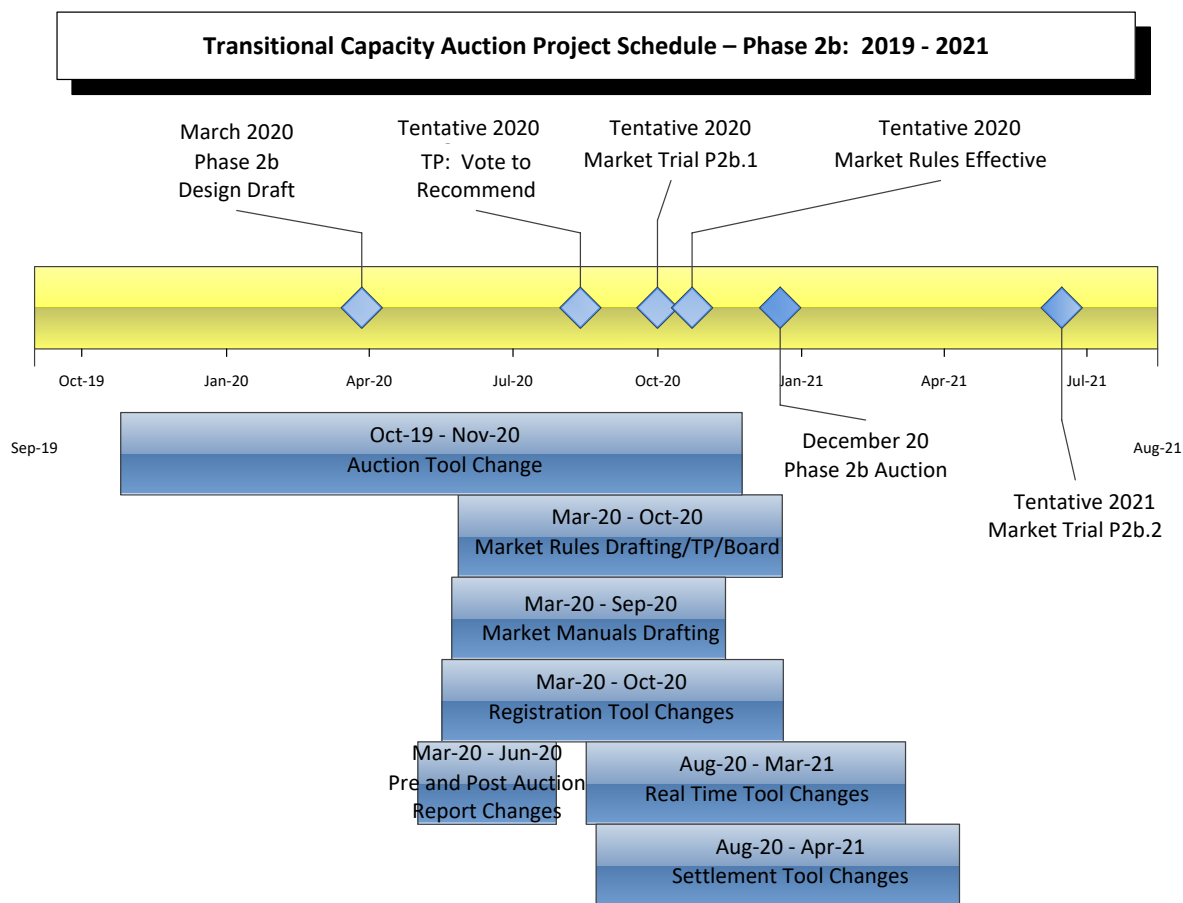 Transitional Capacity Auction Project Schedule – Phase 2b: 2019 - 2021
March 2020
Phase 2b
Design Draft
Tentative 2020
TP: Vote to
Recommend
Tentative 2020
Market Trial P2b.1
Tentative 2020
Market Rules Effective
Oct-19
Jan-20
Apr-20
Jul-20
Oct-20
Jan-21
Apr-21
Jul-21
Sep-19
Aug-21
December 20
Phase 2b Auction
Tentative 2021
Market Trial P2b.2
Oct-19 - Nov-20
Auction Tool Change
Mar-20 - Oct-20
Market Rules Drafting/TP/Board
Mar-20 - Sep-20
Market Manuals Drafting
Mar-20 - Oct-20
Registration Tool Changes
Mar-20 - Jun-20
Pre and Post Auction
Report Changes
Aug-20 - Mar-21
Real Time Tool Changes
Aug-20 - Apr-21
Settlement Tool Changes